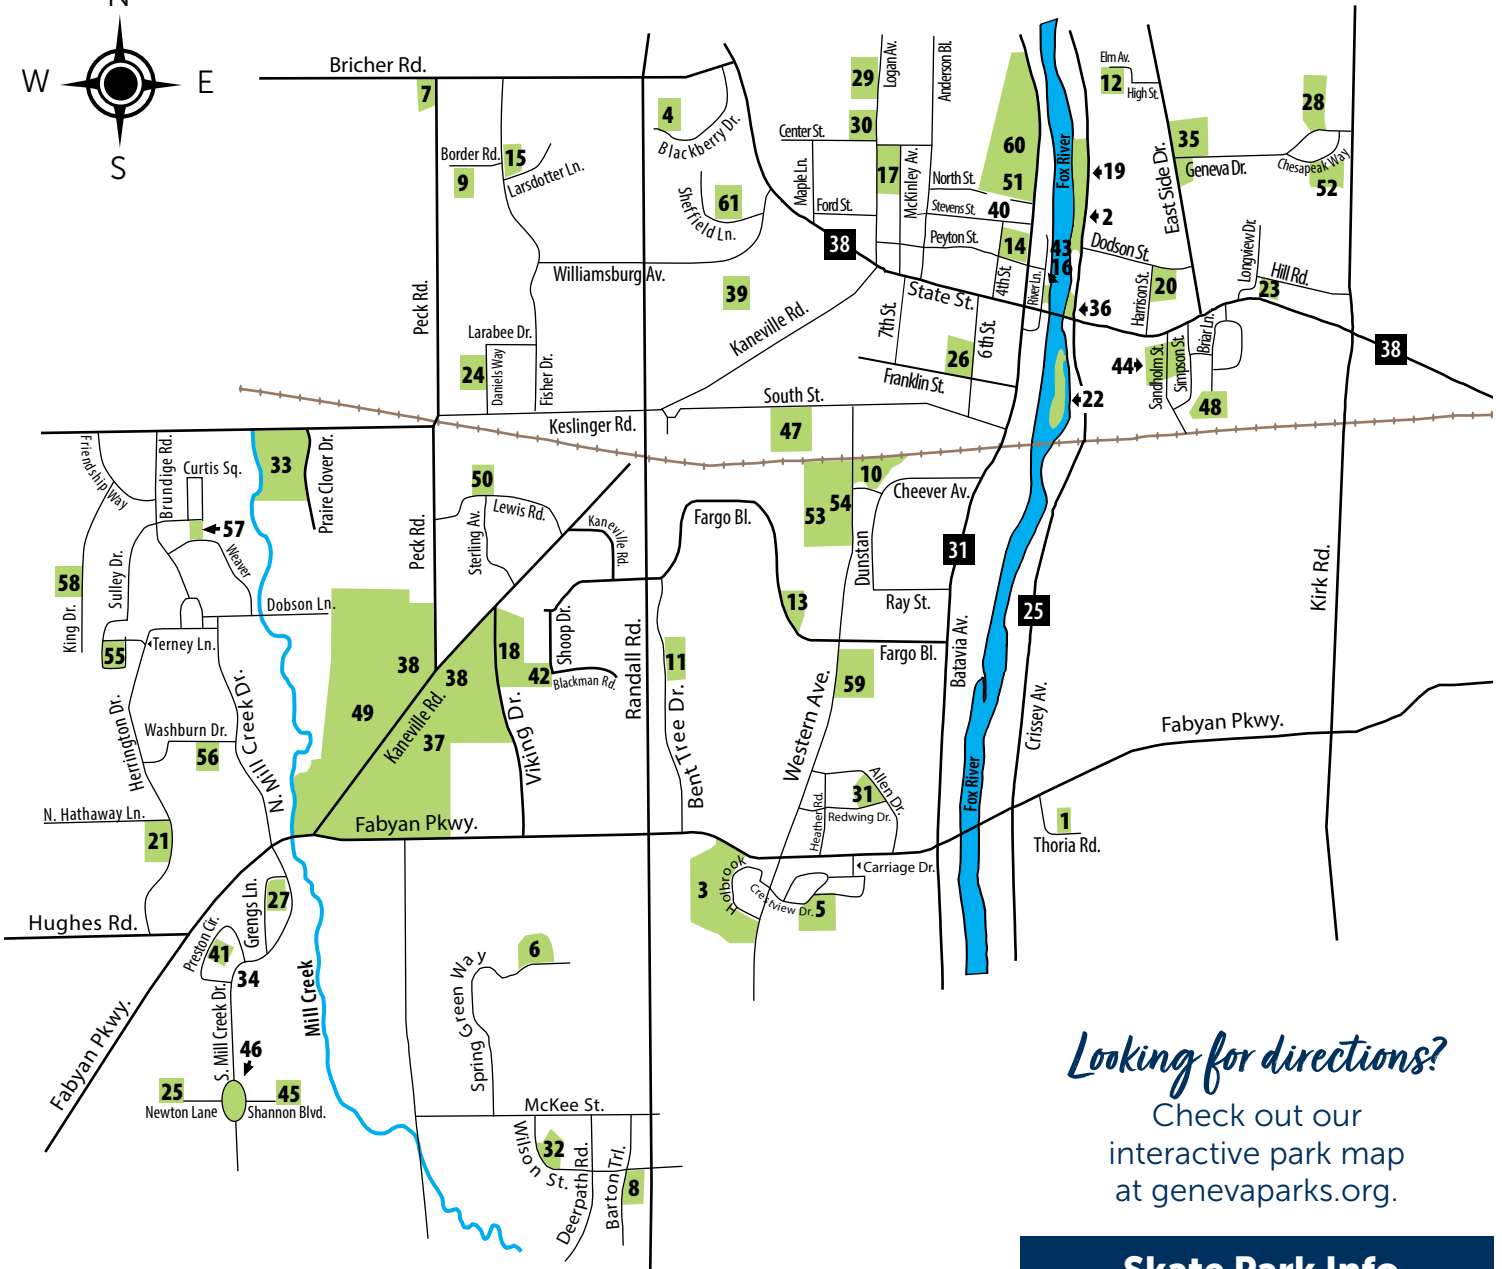 N
W
E
S
Bricher Rd.
7
4
Blackberry Dr.
29
Logan Av.
Anderson Bl.
30
Center St.
60
51
Fox River
Elm Av.
12
High St.
28
35
Geneva Dr.
Chesapeak Way
52
19
2
East Side Dr.
Border Rd.
15
9
Larsdotter Ln.
Sheffield Ln.
61
Maple Ln.
17
McKinley Av.
North St.
Ford St.
Stevens St.
40
Peyton St.
14
43
16
Dodson St.
38
Williamsburg Av.
39
Kaneville Rd.
State St.
4th St.
River Ln.
36
Harrison St.
20
Longview Dr.
Hill Rd.
23
Peck Rd.
Larabee Dr.
24
Daniels Way
Fisher Dr.
7th St.
6th St.
26
Franklin St.
44
Sandholm St.
Simpson St.
Briar Ln.
48
38
22
South St.
47
Keslinger Rd.
Friendship Way
Brundige Rd.
Curtis Sq.
33
Praire Clover Dr.
57
Weaver
Sulley Dr.
58
King Dr.
50
Lewis Rd.
Sterling Av.
Peck Rd.
Kaneville Rd.
Fargo Bl.
10
54
53
Cheever Av.
Dunstan
31
Ray St.
25
Kirk Rd.
Dobson Ln.
55
Terney Ln.
38
38
18
42
Shoop Dr.
Blackman Rd.
Randall Rd.
11
13
Fargo Bl.
Batavia Av.
59
49
Kaneville Rd.
37
Viking Dr.
Bent Tree Dr.
Western Ave.
Crissey Av.
Fabyan Pkwy.
Herrington Dr.
Washburn Dr.
56
N. Mill Creek Dr.
N. Hathaway Ln.
21
Fabyan Pkwy.
Heather Rd.
31
Allen Dr.
Redwing Dr.
Fox River
1
Thoria Rd.
Carriage Dr.
3
Holbrook
Crestview Dr.
5
Hughes Rd.
27
Grengs Ln.
Preston Cir.
41
34
Mill Creek
Spring Green Way
6
Fabyan Pkwy.
S. Mill Creek Dr.
46
25
45
Newton Lane
Shannon Blvd.
McKee St.
Wilson St.
32
Deerpath Rd.
Barton Trl.
8
Looking for directions?
Check out our
interactive park map
at genevaparks.org.
Skate Park Info